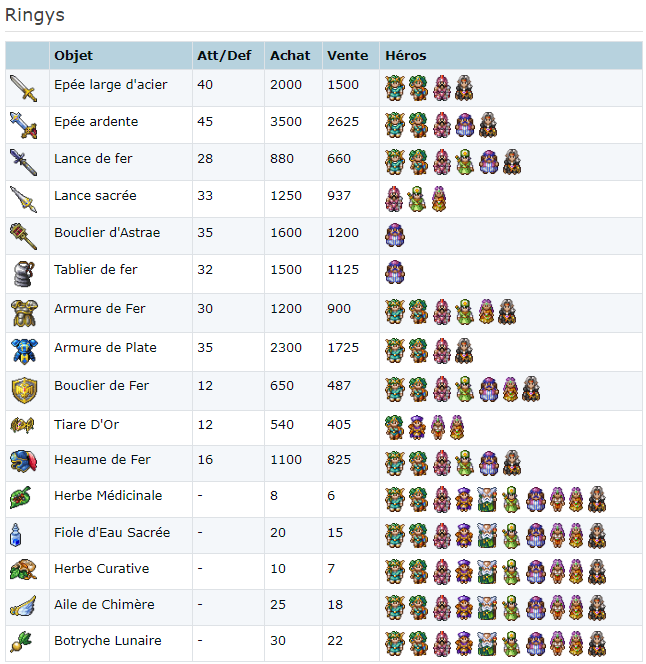 Ringys
Objet Att/Def Achat Vente Héros
Epée large d'acier 40 2000 1500
Epée ardente 45 3500 2625
Lance de fer 28 880 660
Lance sacrée 33 1250 937
Bouclier d'Astrae 35 1600 1200
Tablier de fer 32 1500 1125
Armure de Fer 30 1200 900
Armure de Plate 35 2300 1725
Bouclier de Fer 12 650 487
Tiare D'Or 12 540 405
Heaume de Fer 16 1100 825
Herbe Médicinale - 8 6
Fiole d'Eau Sacrée - 20 15
Herbe Curative - 10 7
Aile de Chimère - 25 18
Botryche Lunaire - 30 22